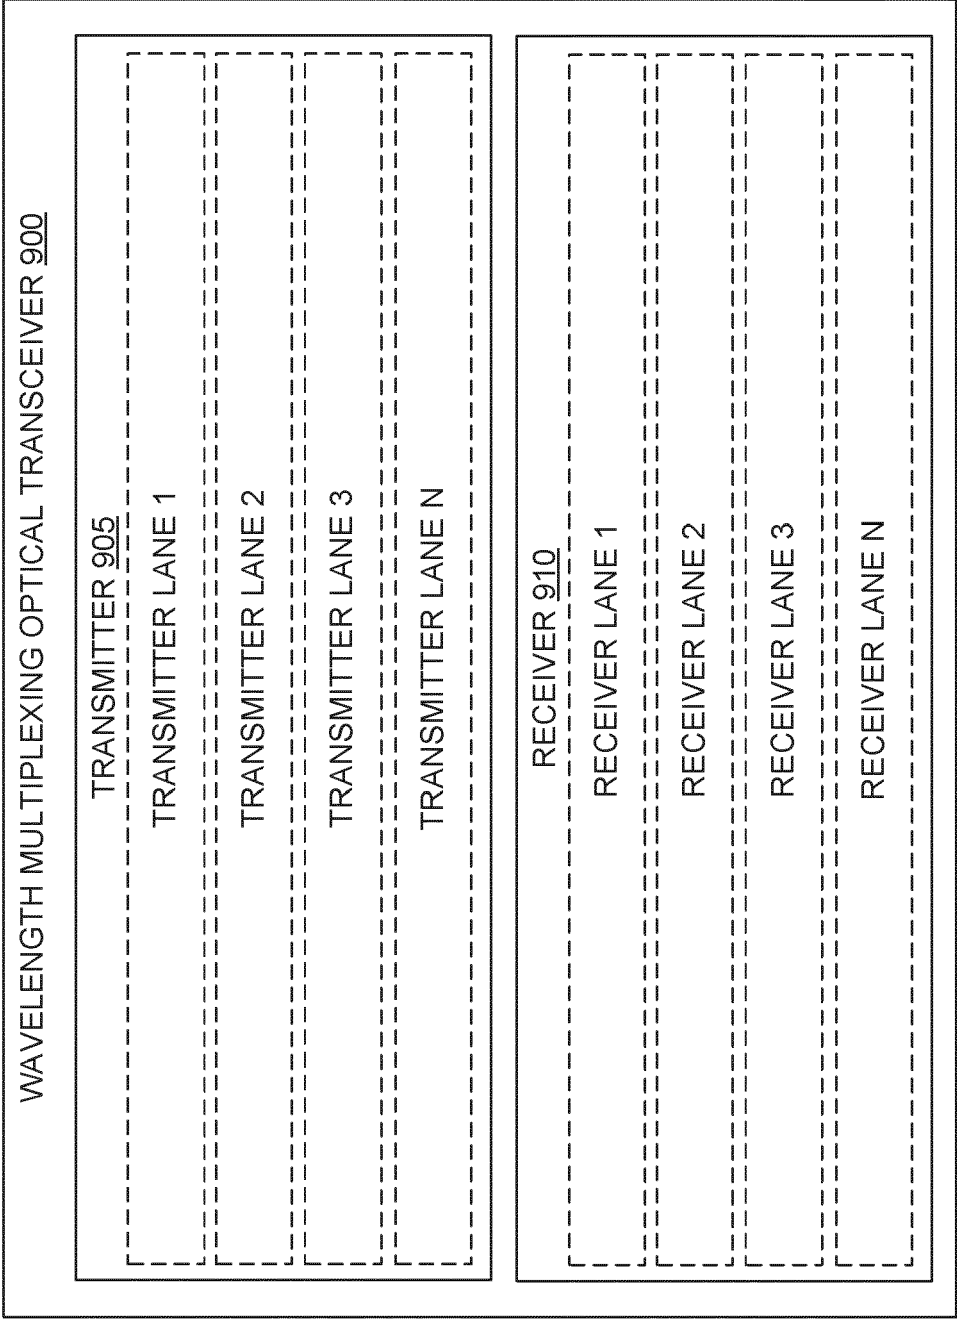 WAVELENGTH MULTIPLEXING OPTICAL TRANSCEIVER 900
TRANSMITTER 905
TRANSMITTER LANE 1
TRANSMITTER LANE 2
TRANSMITTER LANE 3
TRANSMITTER LANE N
RECEIVER 910
RECEIVER LANE 1
RECEIVER LANE 2
RECEIVER LANE 3
RECEIVER LANE N